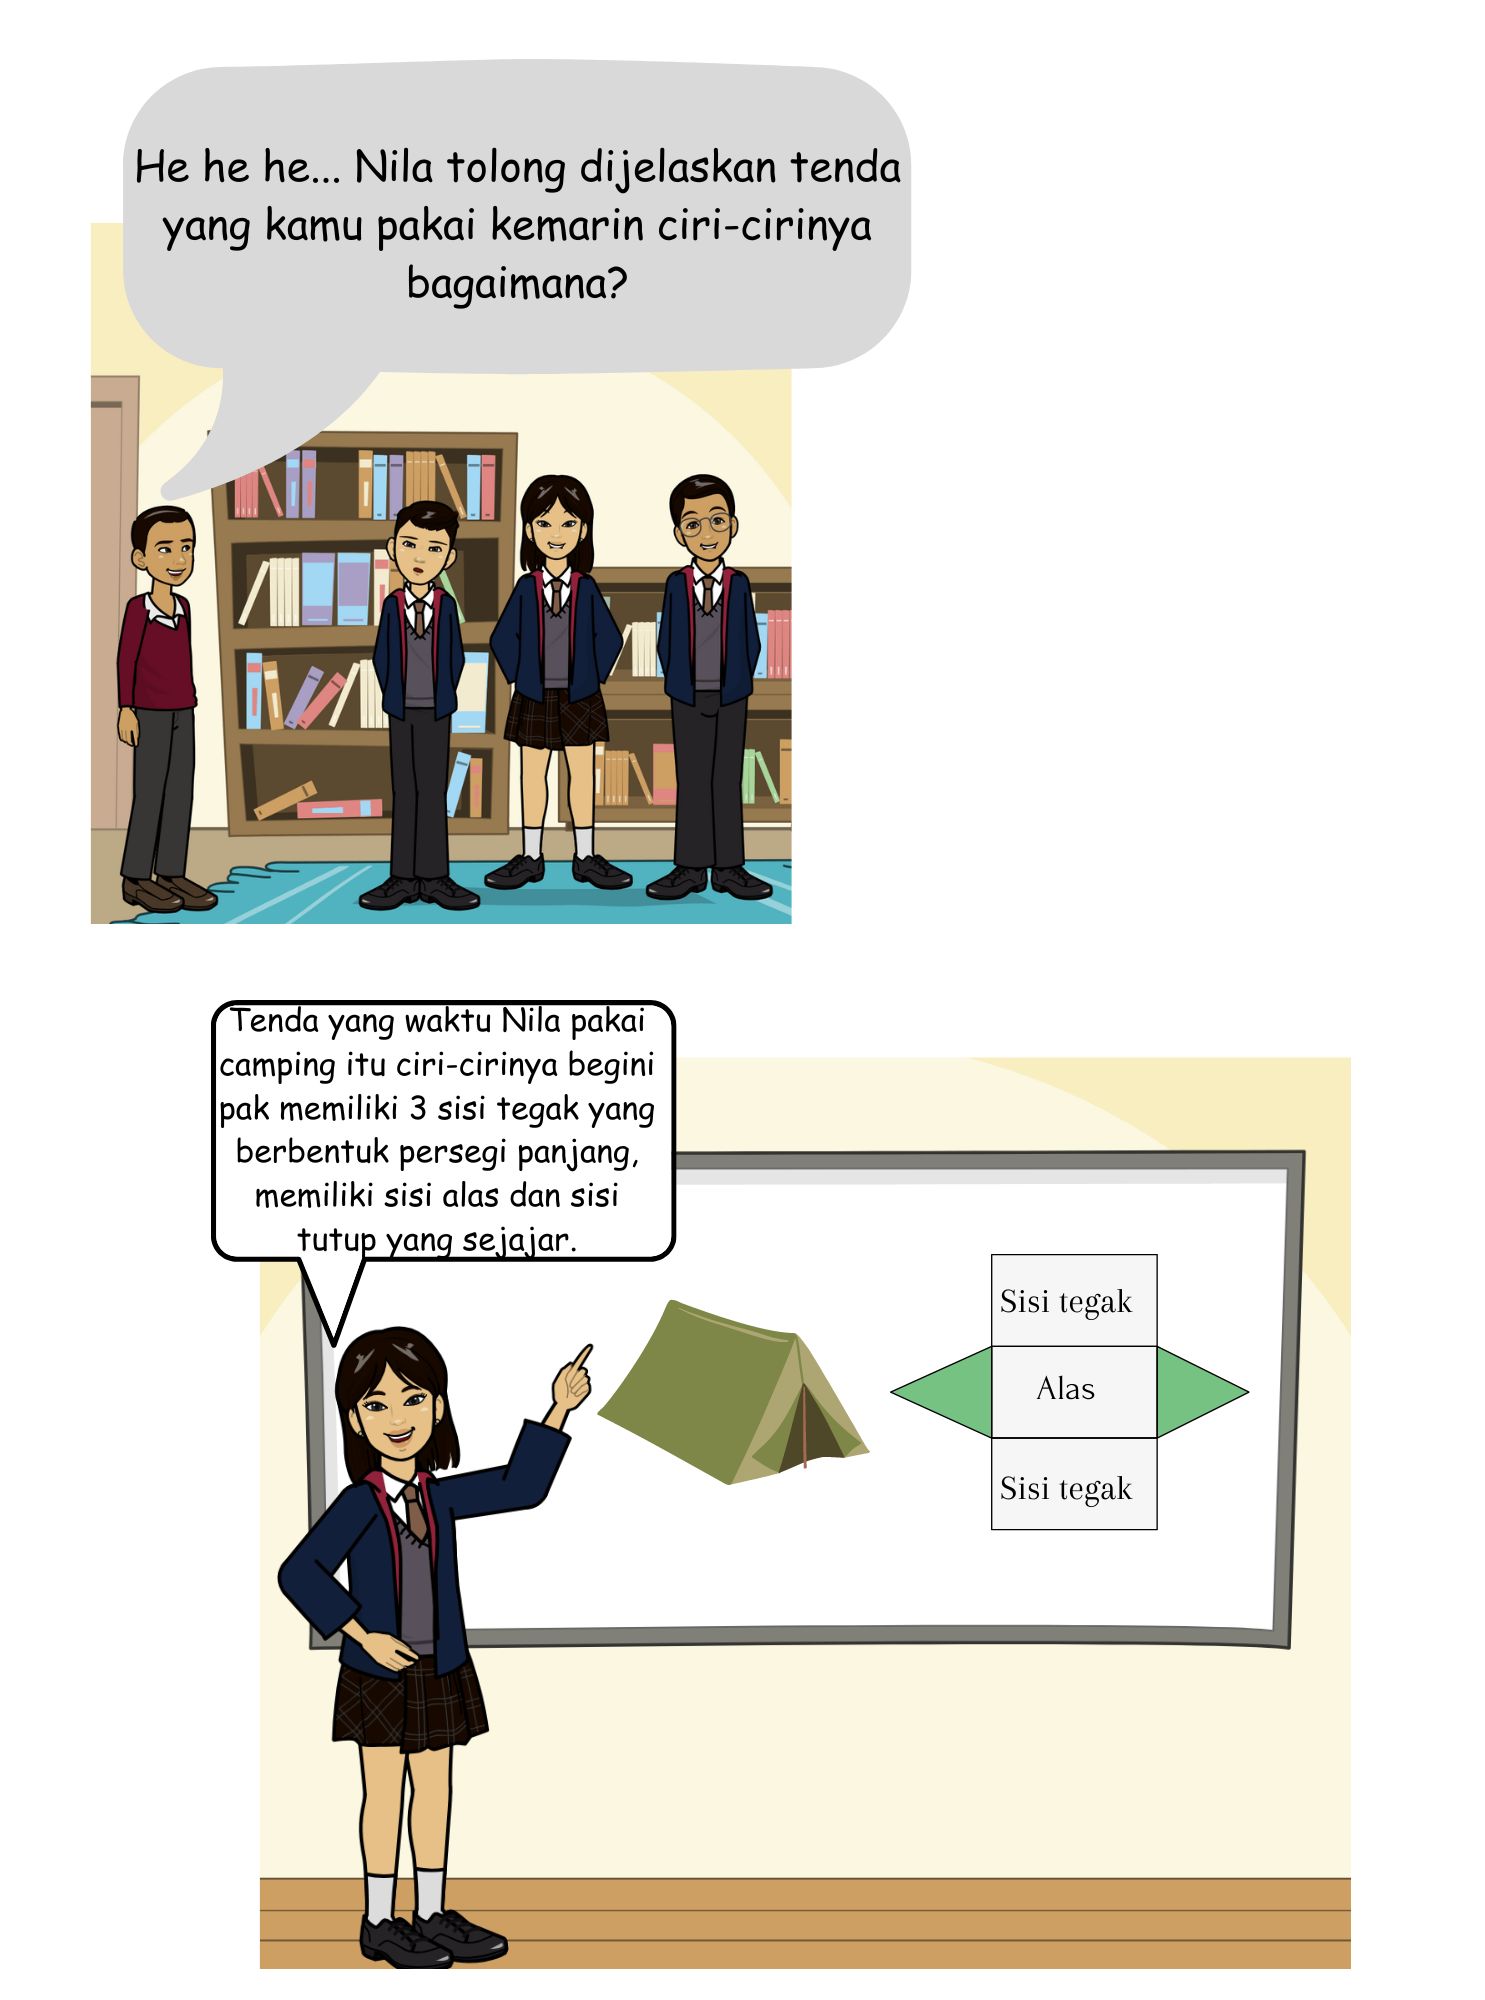 He he he... Nila tolong dijelaskan tenda
yang kamu pakai kemarin ciri-cirinya
bagaimana?
Tenda yang waktu Nila pakai
camping itu ciri-cirinya begini
pak memiliki 3 sisi tegak yang
berbentuk persegi panjang,
memiliki sisi alas dan sisi
tutup yang sejajar.
Sisi tegak
Alas
Sisi tegak